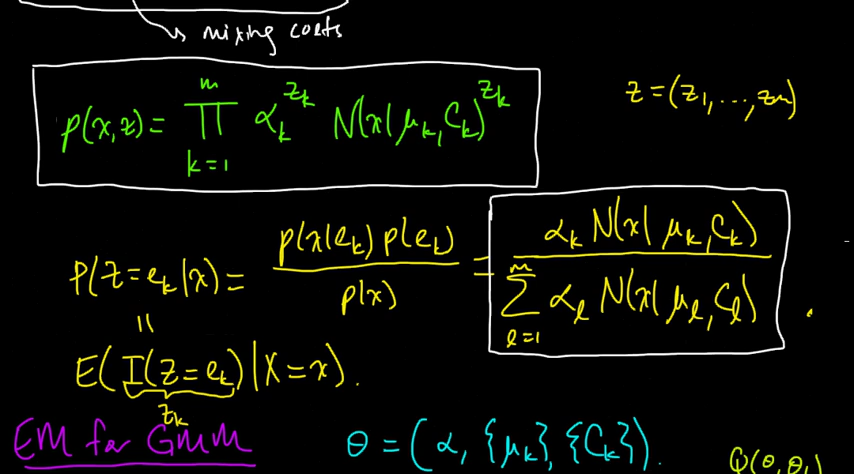 ↳ mixing coefs
p(x,z) = ∏_{k=1}^{m} α_k^{z_k} N(x|μ_k, C_k)^{z_k}
z = (z_1, ..., z_m)
P(Z=e_k|x) = p(x|e_k) p(e_k) / p(x) = α_k N(x|μ_k, C_k) / ∑_{ℓ=1}^{m} α_ℓ N(x|μ_ℓ, C_ℓ) .
||
E(I(Z=e_k)|X=x).
z_k
EM for GMM
θ = (α, {μ_k}, {C_k}).
Q(θ, θ_